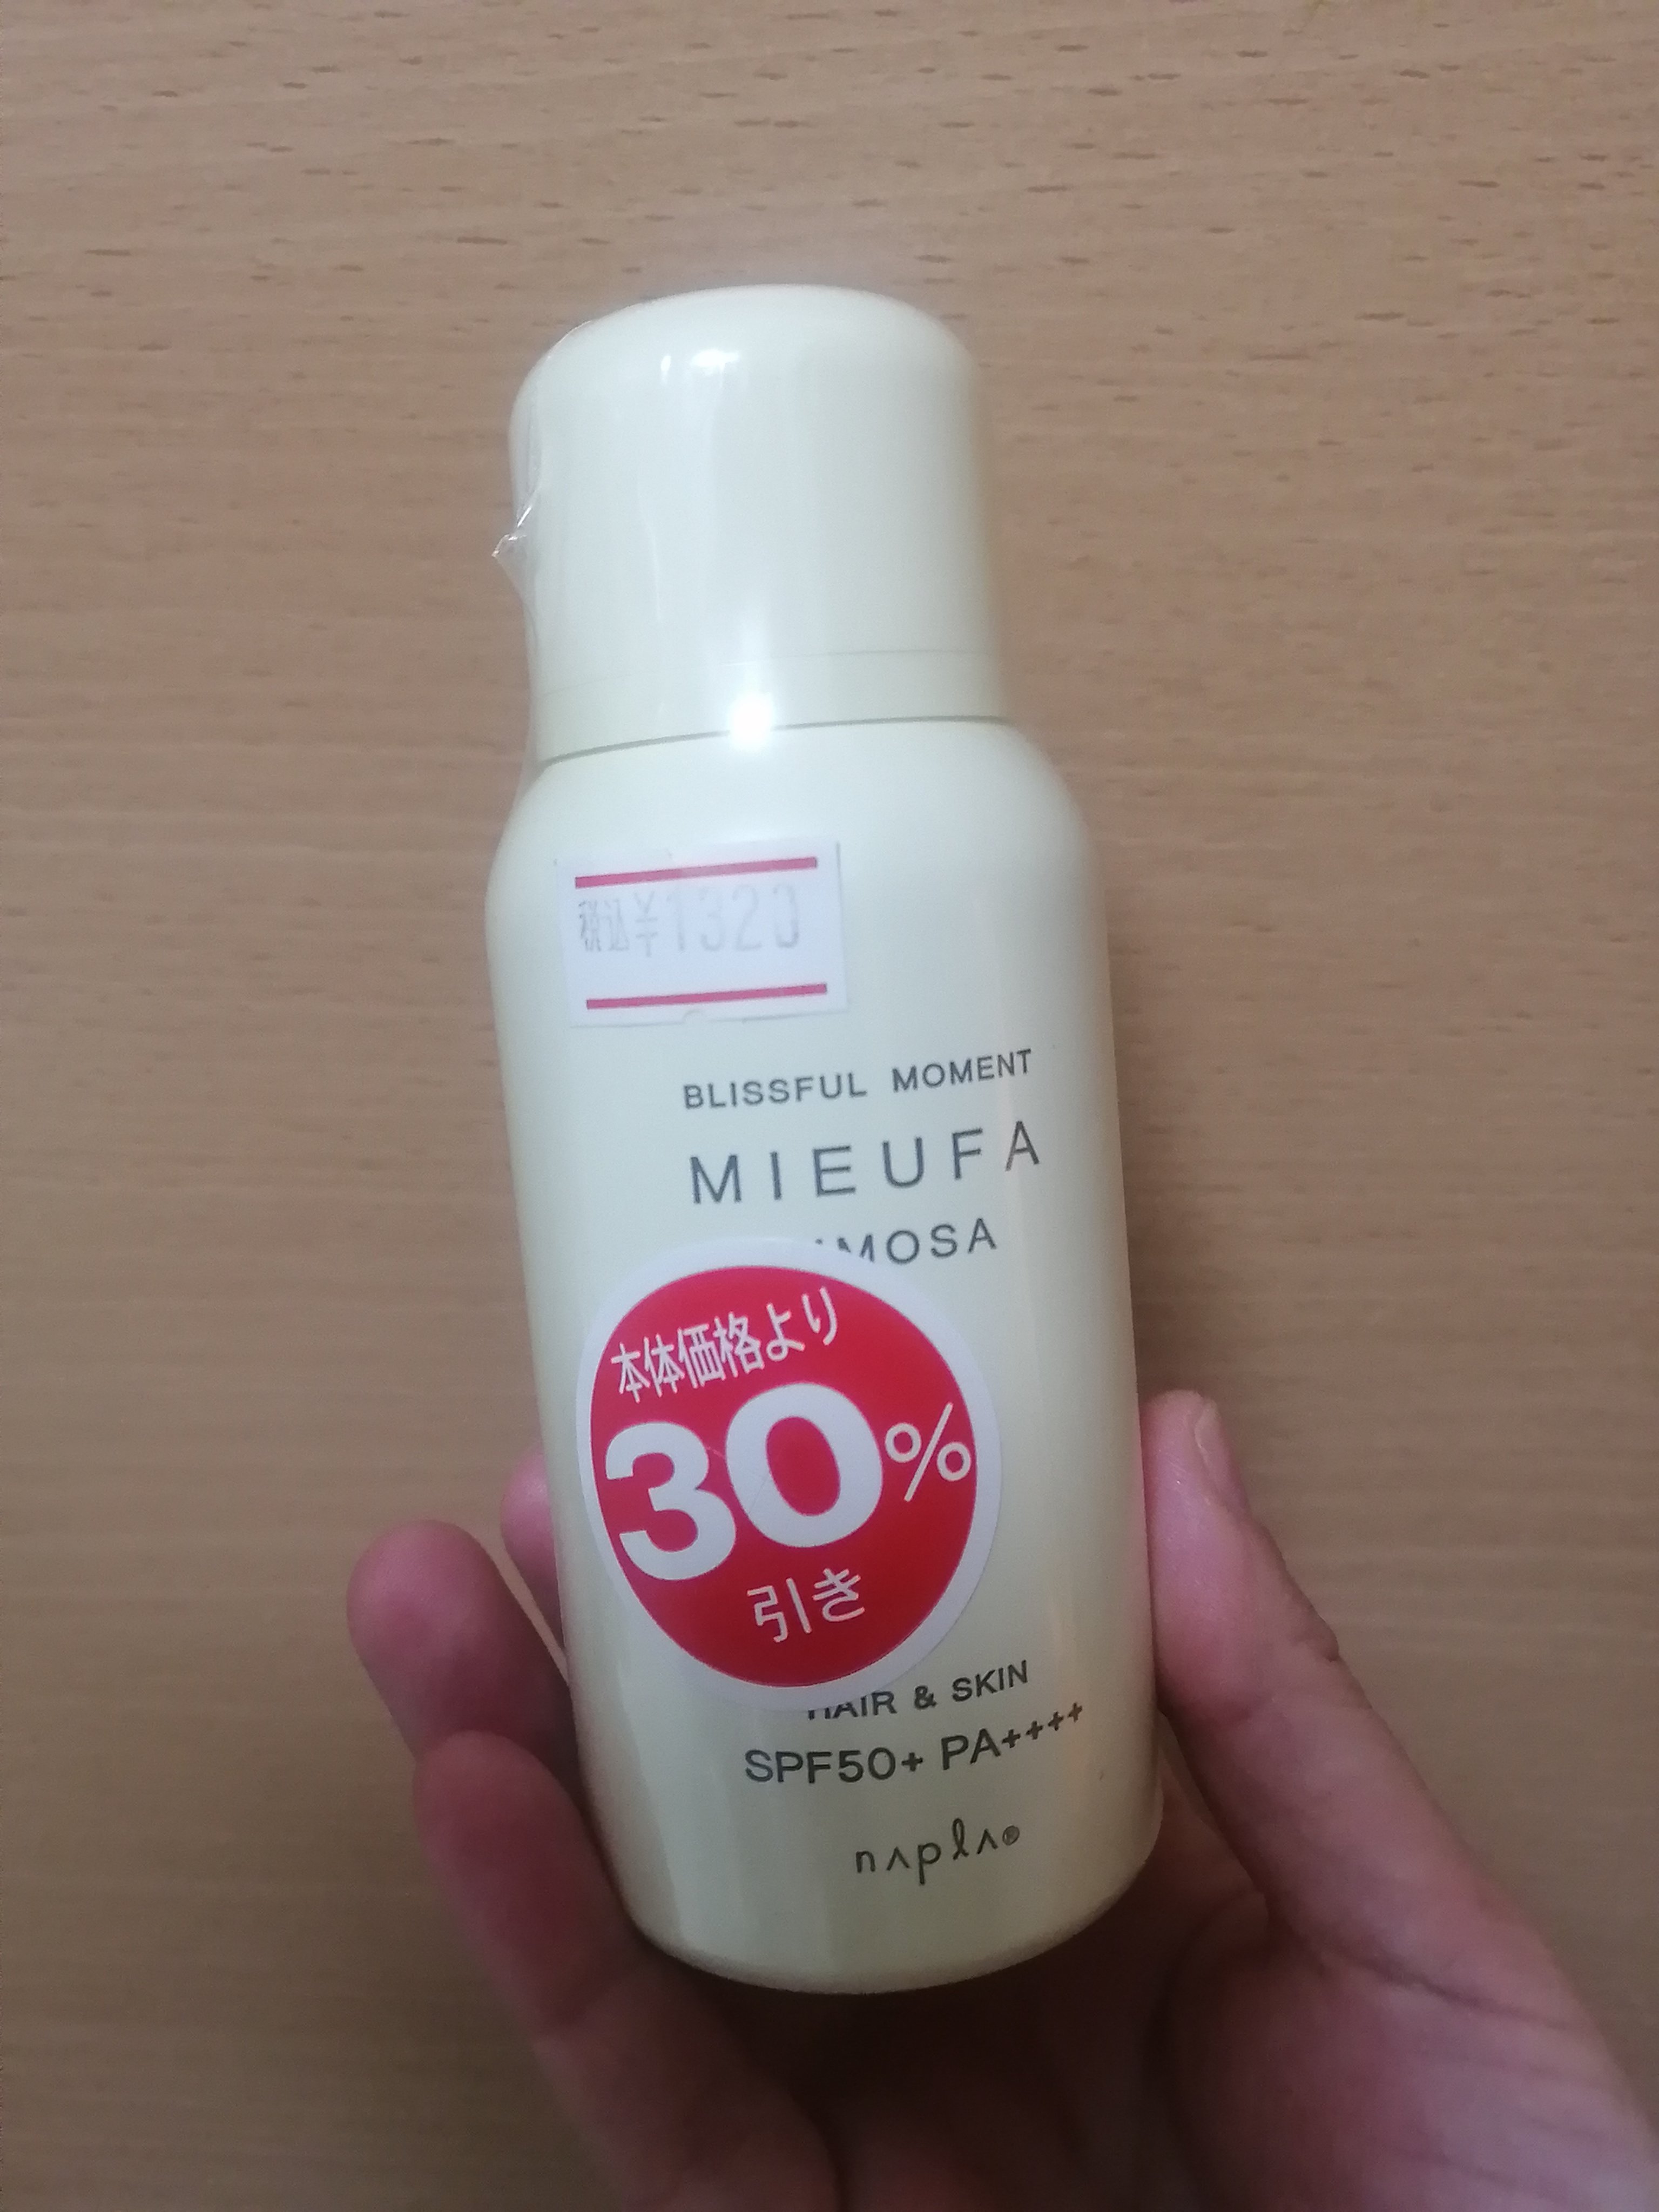 税込¥1320
BLISSFUL MOMENT
MIEUFA
MOSA
本体価格より
30%
引き
HAIR & SKIN
SPF50+ PA++++
napla®